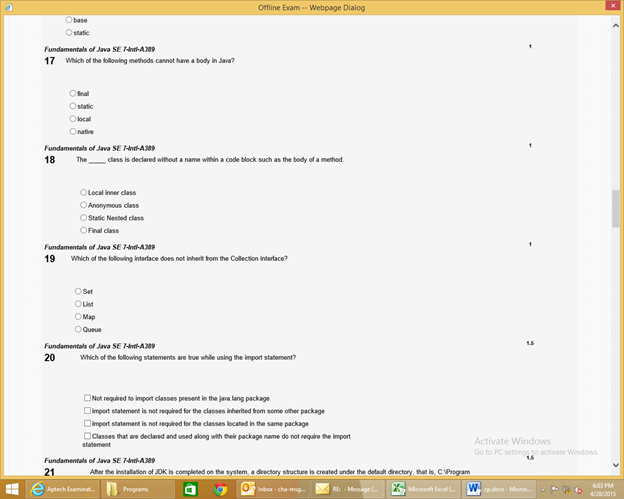 Offline Exam -- Webpage Dialog
base
static
Fundamentals of Java SE 7-Intl-A389 1
17 Which of the following methods cannot have a body in Java?
final
static
local
native
Fundamentals of Java SE 7-Intl-A389 1
18 The _____ class is declared without a name within a code block such as the body of a method.
Local inner class
Anonymous class
Static Nested class
Final class
Fundamentals of Java SE 7-Intl-A389 1
19 Which of the following interface does not inherit from the Collection interface?
Set
List
Map
Queue
Fundamentals of Java SE 7-Intl-A389 1.5
20 Which of the following statements are true while using the import statement?
Not required to import classes present in the java.lang package
import statement is not required for the classes inherited from some other package
import statement is not required for the classes located in the same package
Classes that are declared and used along with their package name do not require the import
statement
Activate Windows
Go to PC settings to activate Windows.
Fundamentals of Java SE 7-Intl-A389 1.5
21 After the installation of JDK is completed on the system, a directory structure is created under the default directory, that is, C:\Program
Aptech Examinat... Programs Inbox - cha-msg... RE: - Message (... Microsoft Excel (... cp.docx - Micros... 6:03 PM
4/28/2015